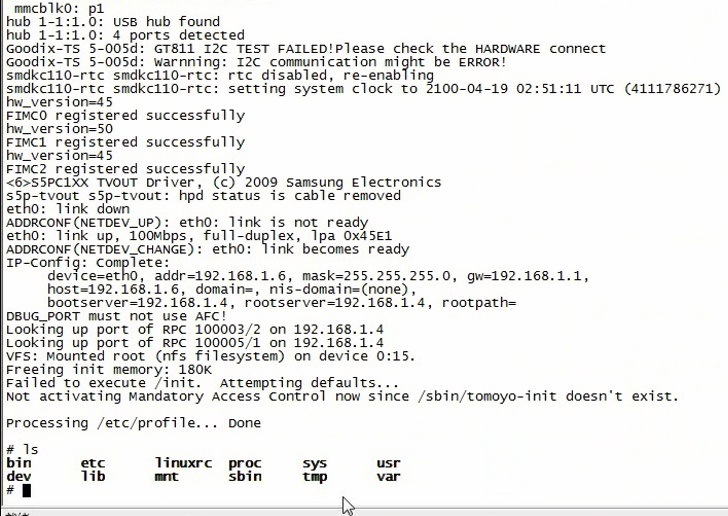 mmcblk0: p1
hub 1-1:1.0: USB hub found
hub 1-1:1.0: 4 ports detected
Goodix-TS 5-005d: GT811 I2C TEST FAILED!Please check the HARDWARE connect
Goodix-TS 5-005d: Warnning: I2C communication might be ERROR!
smdkc110-rtc smdkc110-rtc: rtc disabled, re-enabling
smdkc110-rtc smdkc110-rtc: setting system clock to 2100-04-19 02:51:11 UTC (4111786271)
hw_version=45
FIMC0 registered successfully
hw_version=50
FIMC1 registered successfully
hw_version=45
FIMC2 registered successfully
<6>S5PC1XX TVOUT Driver, (c) 2009 Samsung Electronics
s5p-tvout s5p-tvout: hpd status is cable removed
eth0: link down
ADDRCONF(NETDEV_UP): eth0: link is not ready
eth0: link up, 100Mbps, full-duplex, lpa 0x45E1
ADDRCONF(NETDEV_CHANGE): eth0: link becomes ready
IP-Config: Complete:
device=eth0, addr=192.168.1.6, mask=255.255.255.0, gw=192.168.1.1,
host=192.168.1.6, domain=, nis-domain=(none),
bootserver=192.168.1.4, rootserver=192.168.1.4, rootpath=
DBUG_PORT must not use AFC!
Looking up port of RPC 100003/2 on 192.168.1.4
Looking up port of RPC 100005/1 on 192.168.1.4
VFS: Mounted root (nfs filesystem) on device 0:15.
Freeing init memory: 180K
Failed to execute /init.  Attempting defaults...
Not activating Mandatory Access Control now since /sbin/tomoyo-init doesn't exist.
Processing /etc/profile... Done
# ls
bin etc linuxrc proc sys usr
dev lib mnt sbin tmp var
#